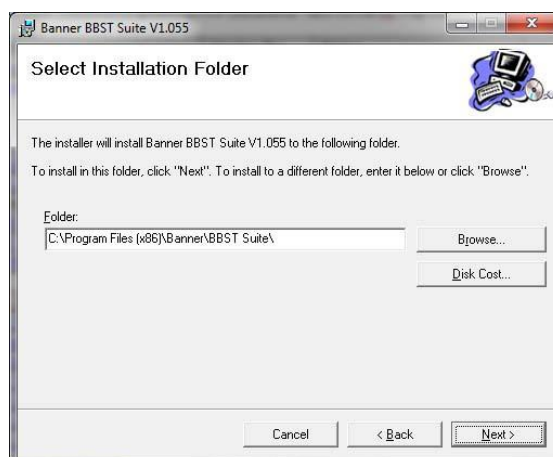 Banner BBST Suite V1.055
Select Installation Folder
The installer will install Banner BBST Suite V1.055 to the following folder.
To install in this folder, click "Next". To install to a different folder, enter it below or click "Browse".
Folder:
C:\Program Files (x86)\Banner\BBST Suite\
Browse...
Disk Cost...
Cancel
< Back
Next >